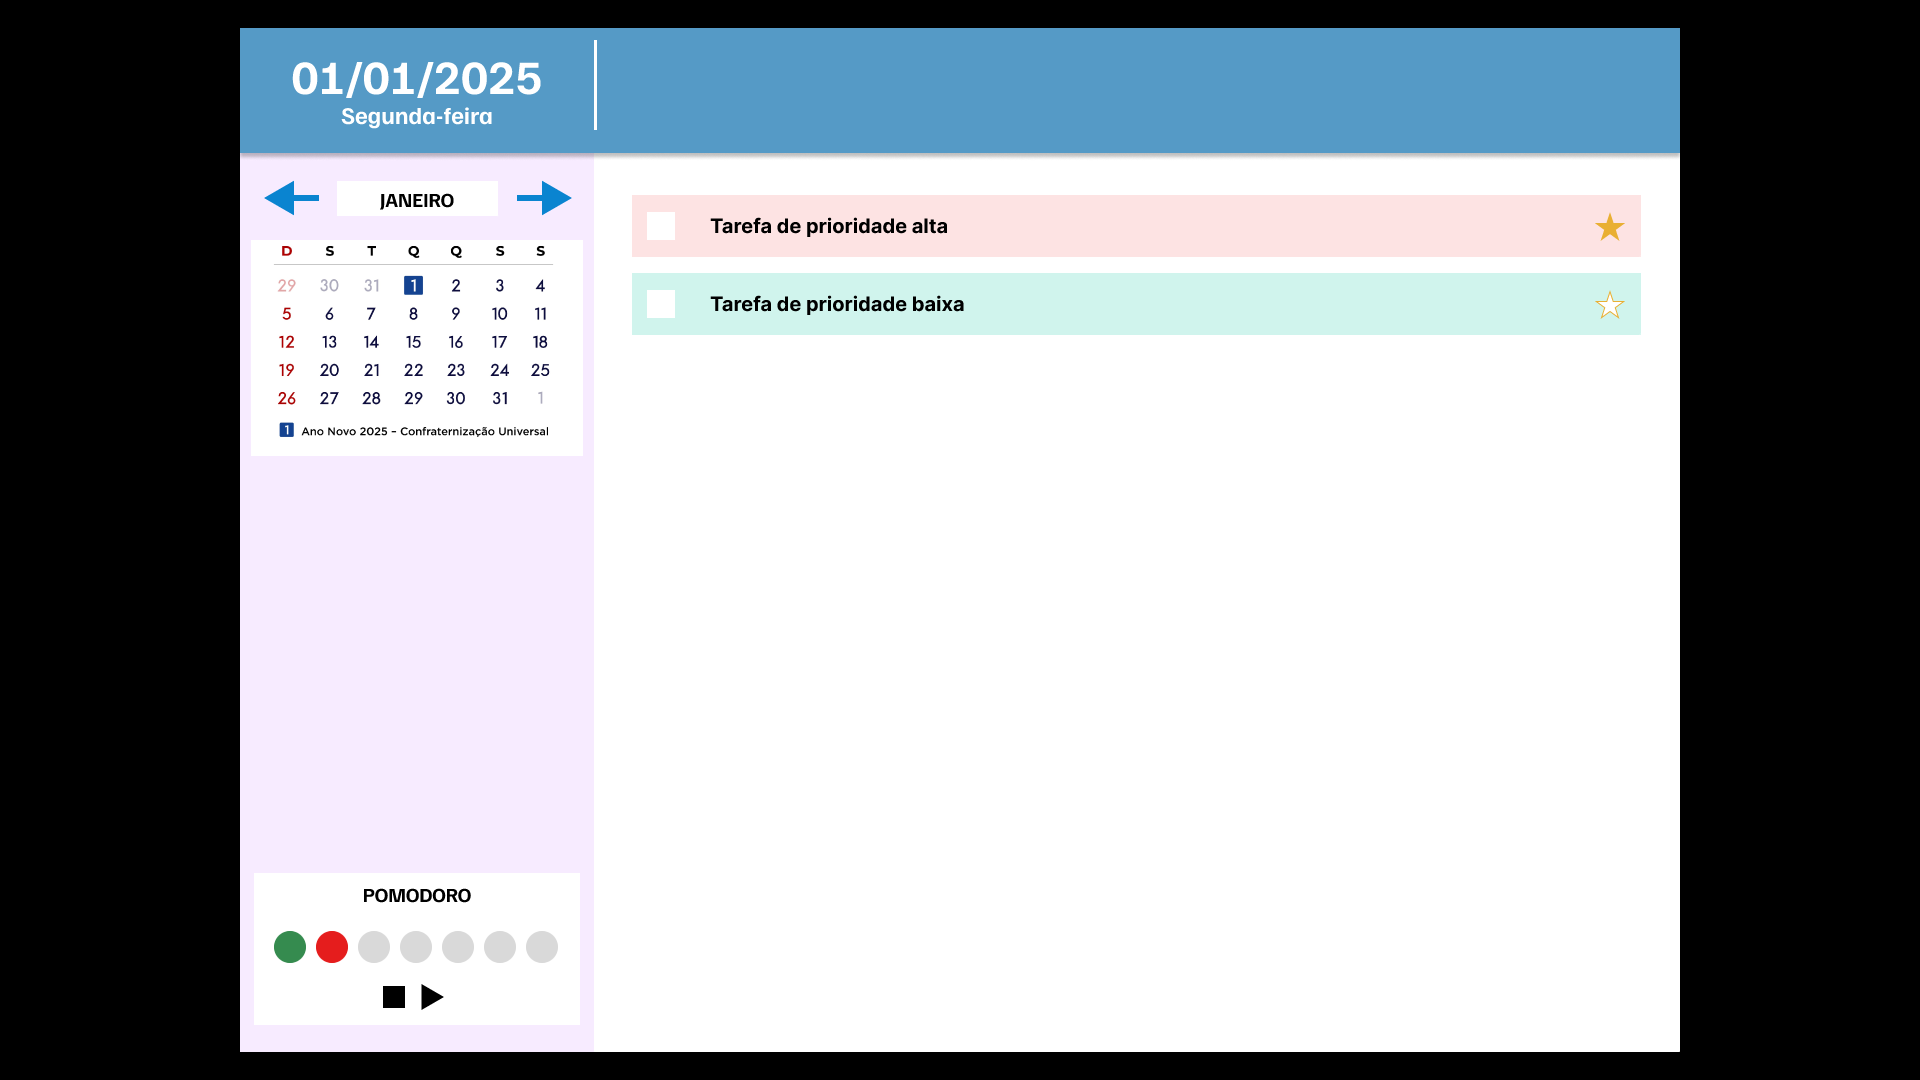 01/01/2025
Segunda-feira
JANEIRO
D S T Q Q S S
29 30 31 1 2 3 4
5 6 7 8 9 10 11
12 13 14 15 16 17 18
19 20 21 22 23 24 25
26 27 28 29 30 31 1
1 Ano Novo 2025 – Confraternização Universal
Tarefa de prioridade alta
Tarefa de prioridade baixa
POMODORO